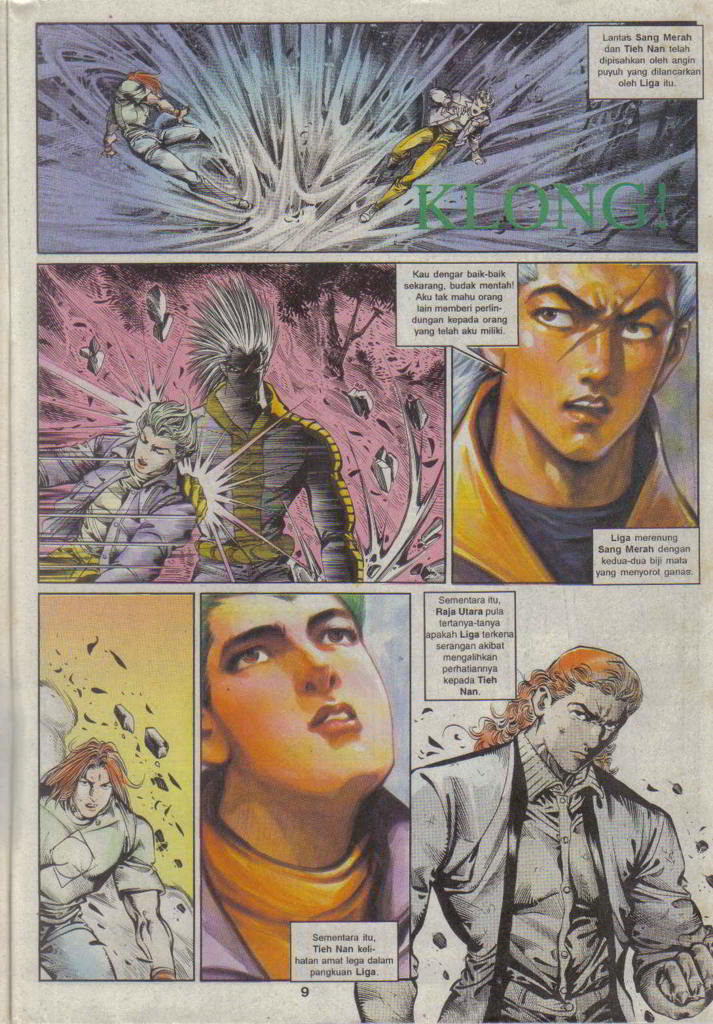 Lantas Sang Merah
dan Tieh Nan telah
dipisahkan oleh angin
puyuh yang dilancarkan
oleh Liga itu.
KLONG!
Kau dengar baik-baik
sekarang, budak mentah!
Aku tak mahu orang
lain memberi perlin-
dungan kepada orang
yang telah aku miliki.
Liga merenung
Sang Merah dengan
kedua-dua biji mata
yang menyorot ganas.
Sementara itu,
Raja Utara pula
tertanya-tanya
apakah Liga terkena
serangan akibat
mengalihkan
perhatiannya
kepada Tieh
Nan.
Sementara itu,
Tieh Nan keli-
hatan amat lega dalam
pangkuan Liga.
9